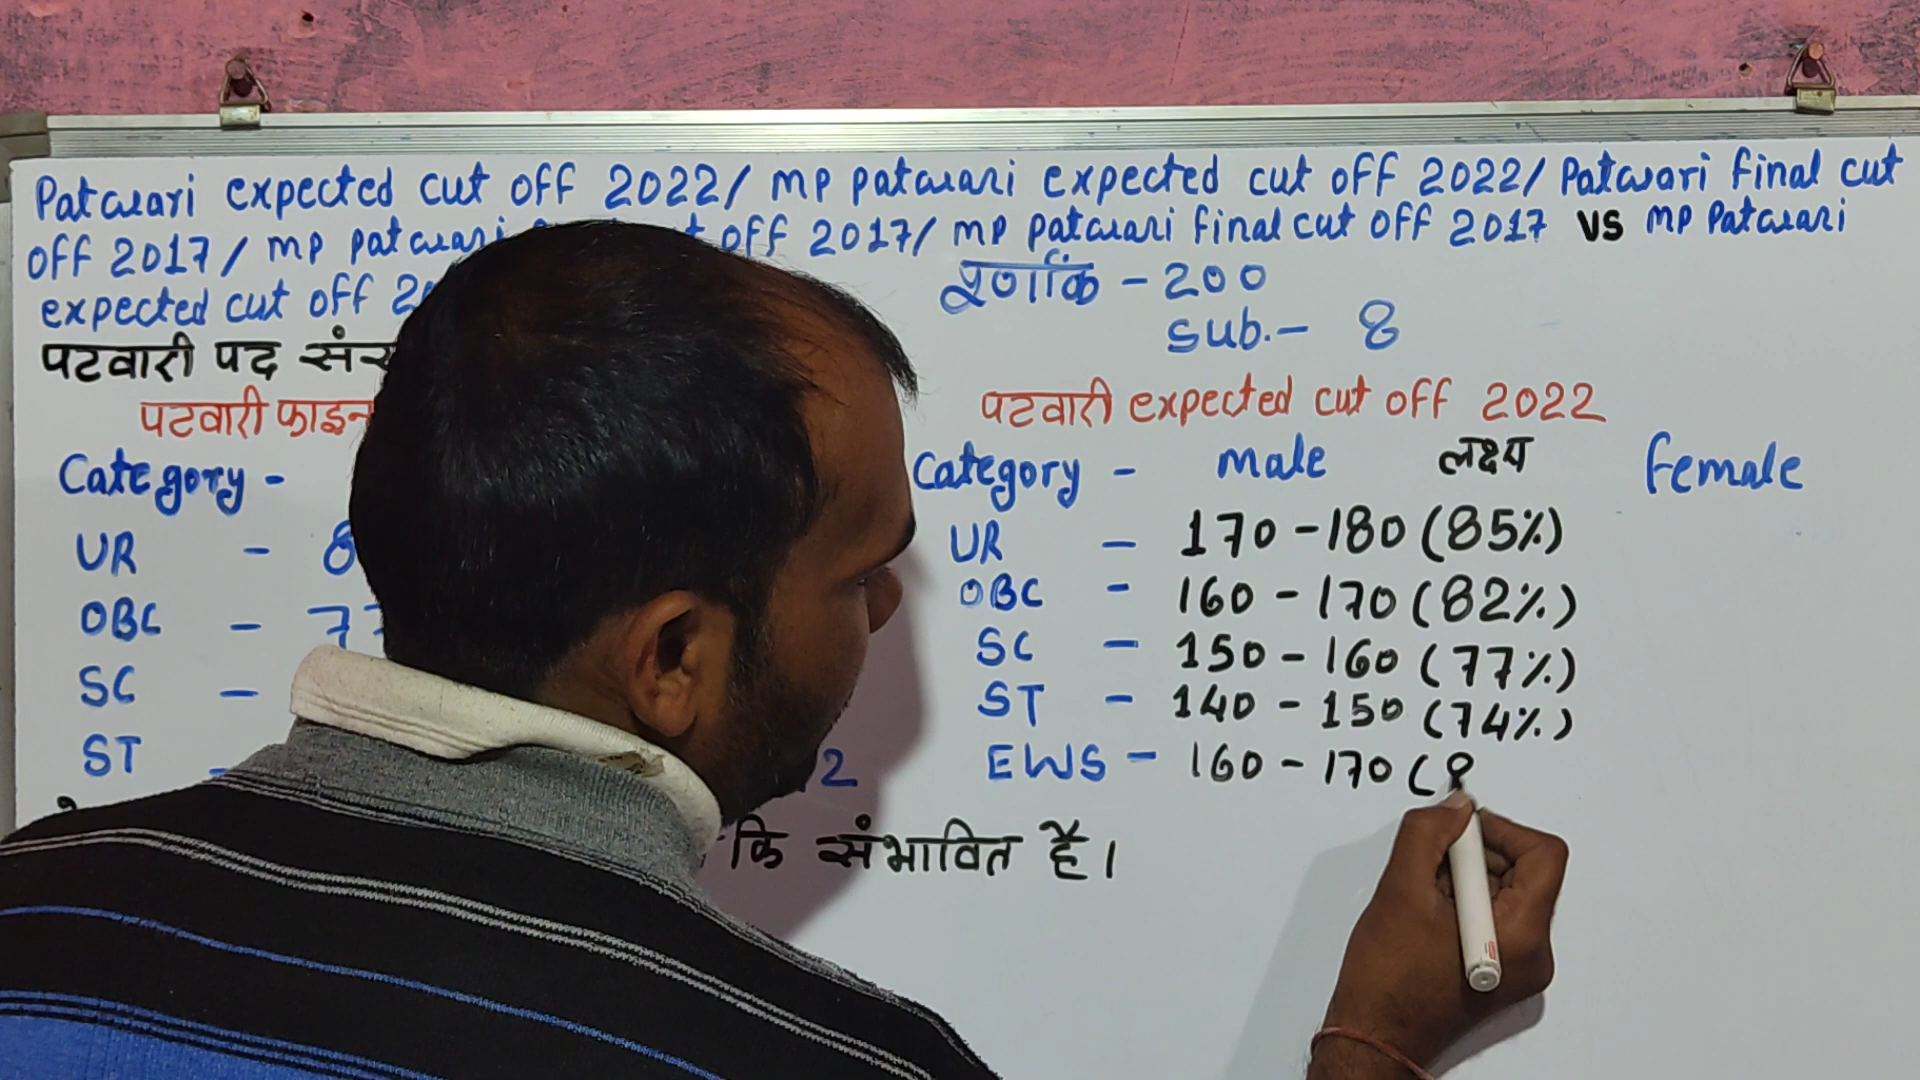 Patwari expected cut off 2022/ MP patwari expected cut off 2022/ Patwari final cut
off 2017/ MP patwari off 2017/ MP patwari final cut off 2017 VS MP Patwari
expected cut off
पूर्णांक - 200
sub.- 8
पटवारी पद
पटवारी expected cut off 2022
पटवारी
Category -
UR -
OBC -
SC -
ST -
Category - male लक्ष्य female
UR - 170 - 180 (85%)
OBC - 160 - 170 (82%)
SC - 150 - 160 (77%)
ST - 140 - 150 (74%)
EWS - 160 - 170 (8
कि संभावित है।